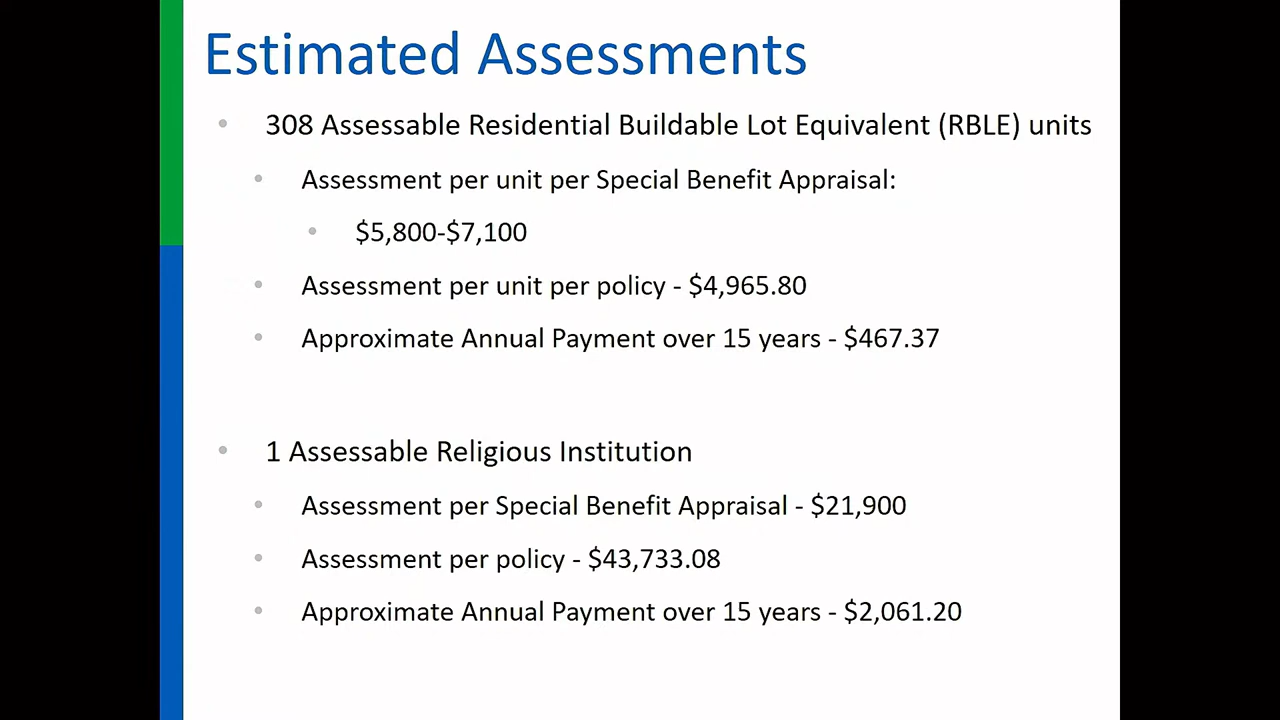 Estimated Assessments
308 Assessable Residential Buildable Lot Equivalent (RBLE) units
Assessment per unit per Special Benefit Appraisal:
$5,800-$7,100
Assessment per unit per policy - $4,965.80
Approximate Annual Payment over 15 years - $467.37
1 Assessable Religious Institution
Assessment per Special Benefit Appraisal - $21,900
Assessment per policy - $43,733.08
Approximate Annual Payment over 15 years - $2,061.20